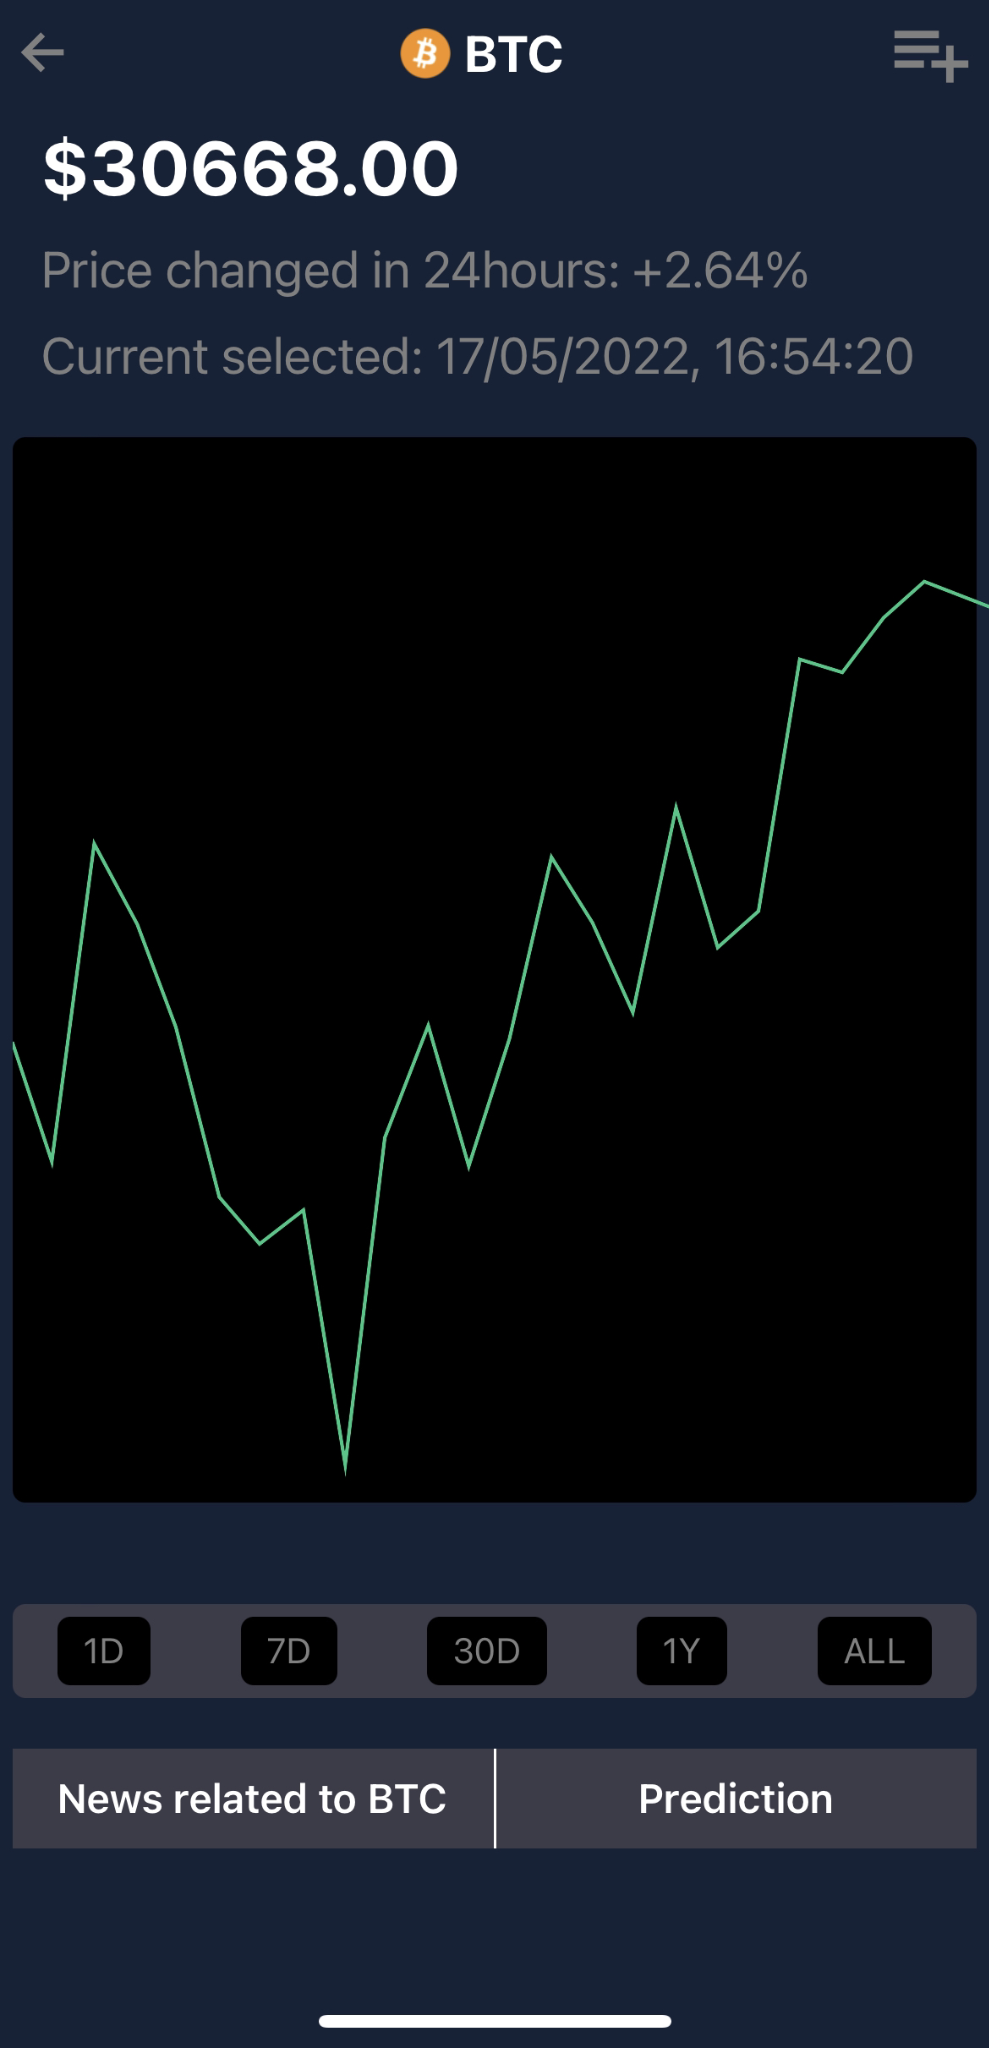 BTC
$30668.00
Price changed in 24hours: +2.64%
Current selected: 17/05/2022, 16:54:20
1D 7D 30D 1Y ALL
News related to BTC Prediction